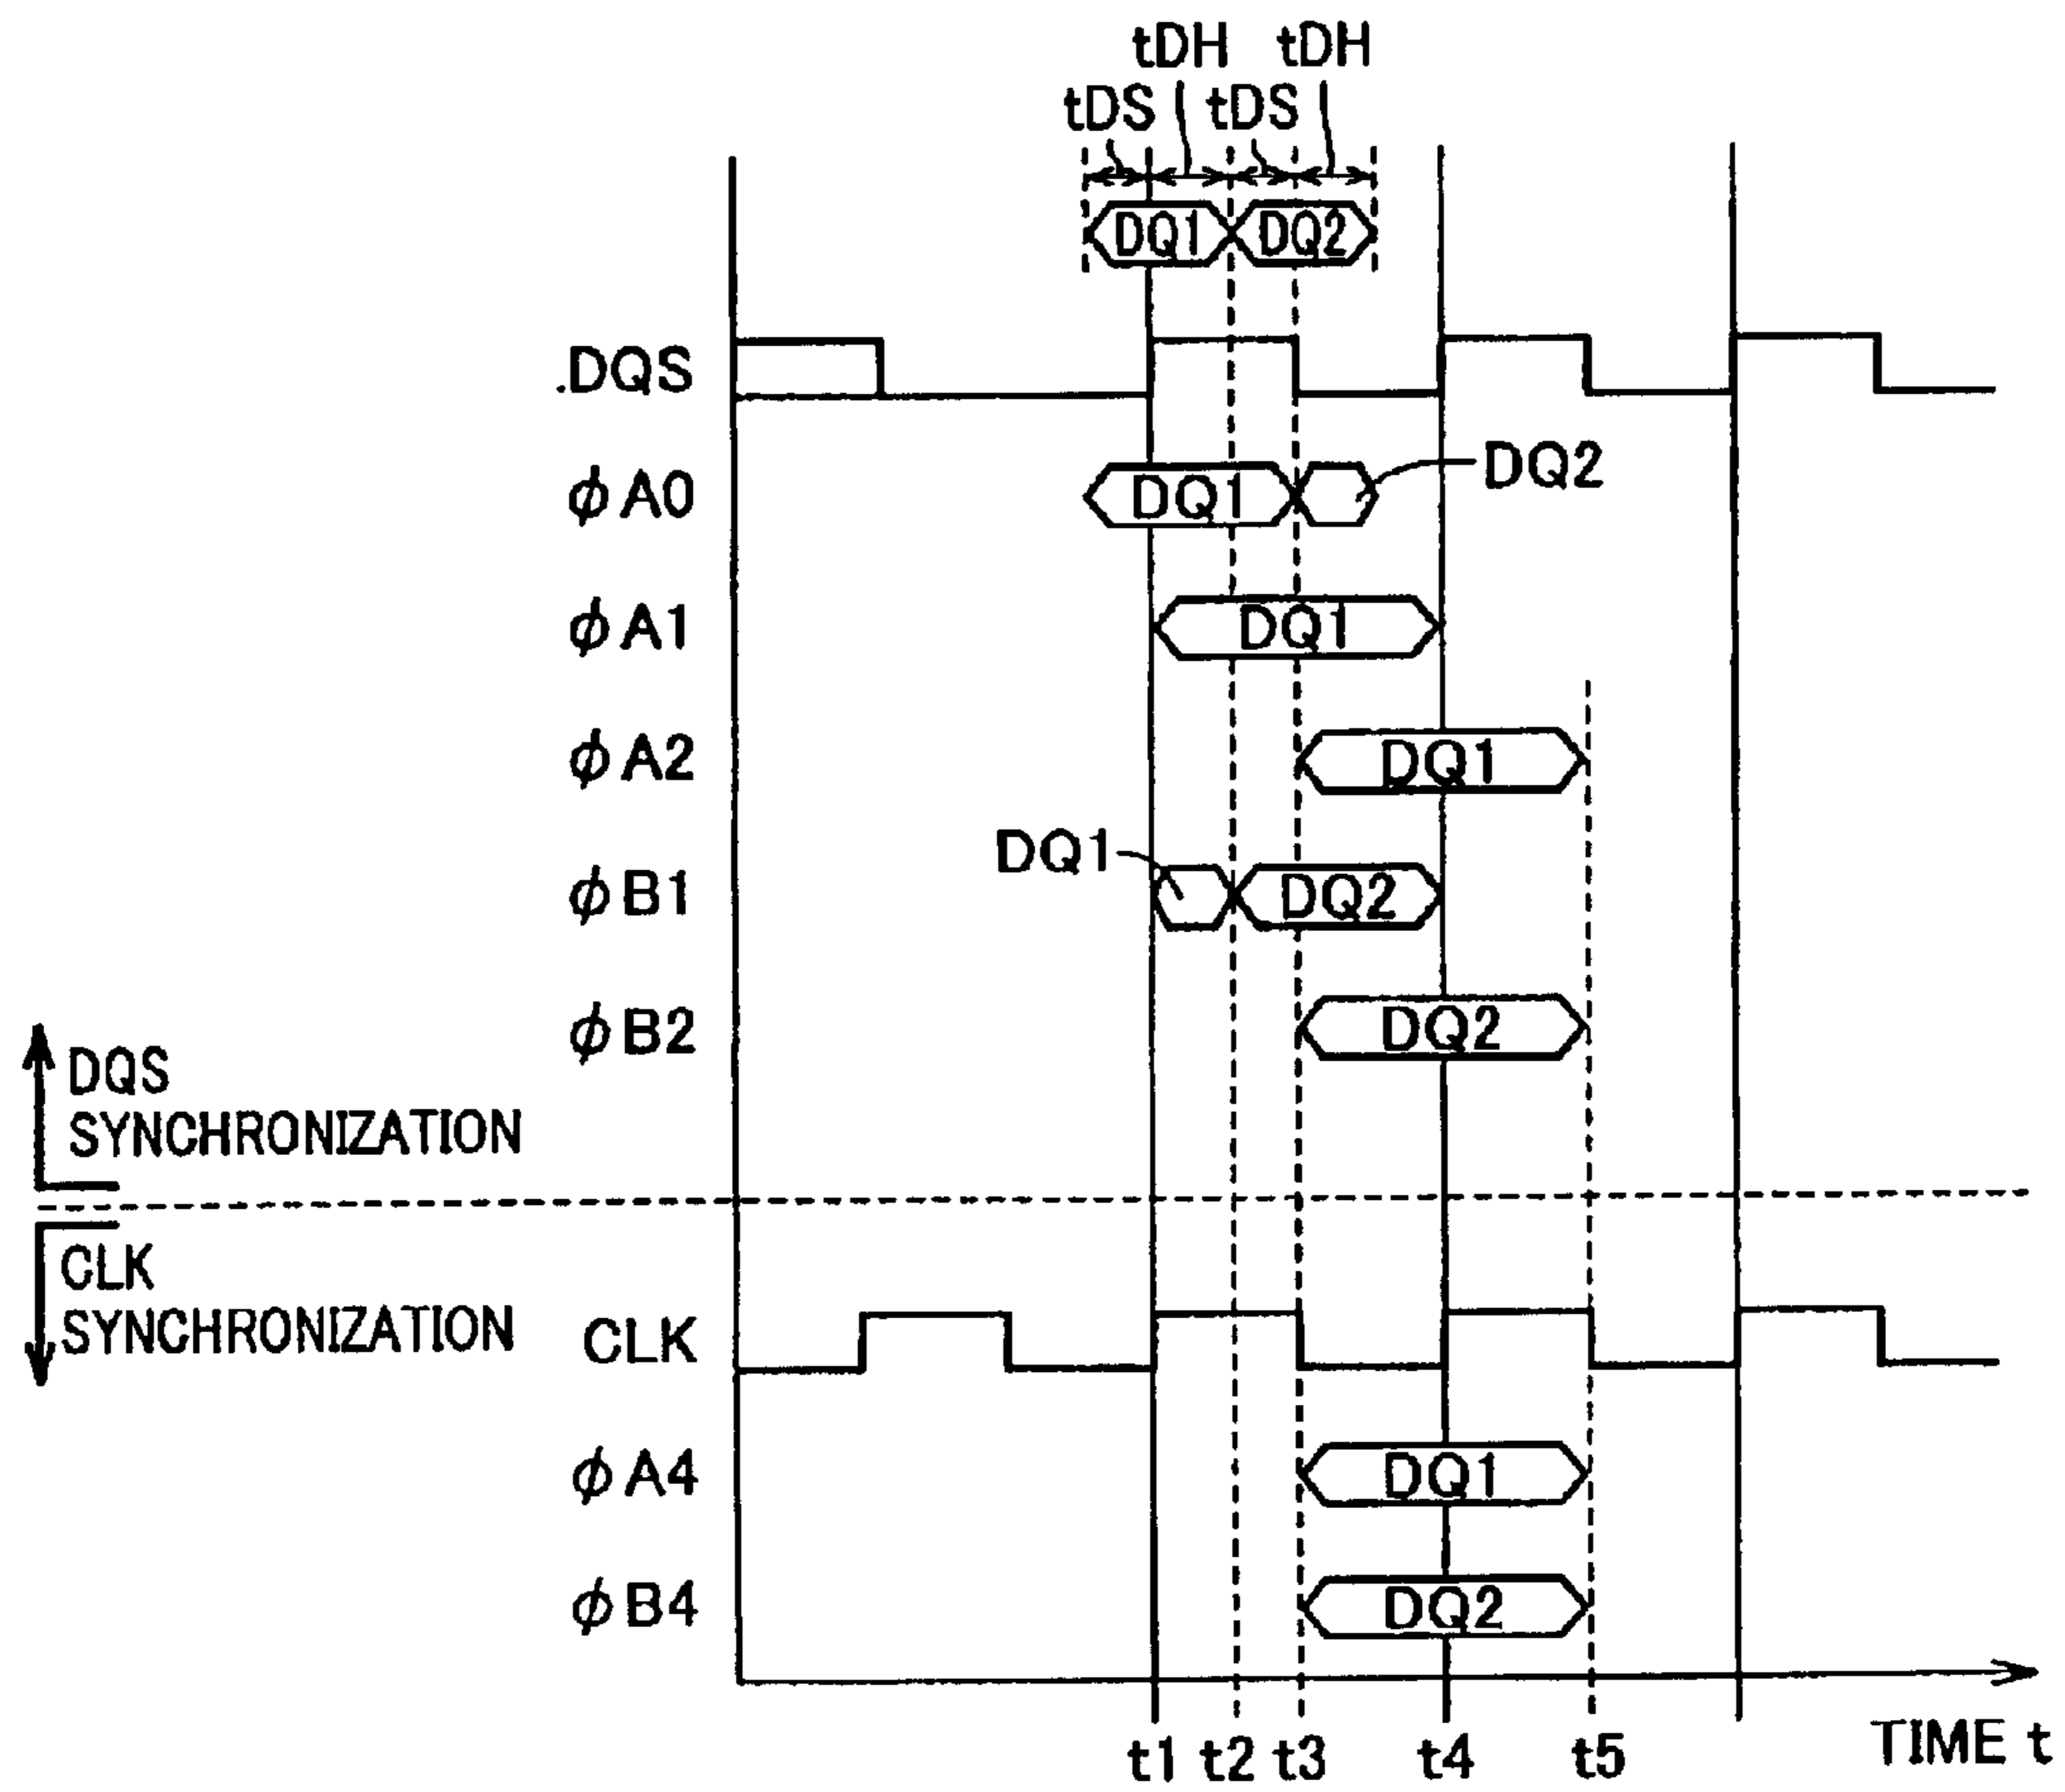 tDH tDH
tDS tDS
DQ1 DQ2
.DQS
φA0 DQ1 DQ2
φA1 DQ1
φA2 DQ1
DQ1
φB1 DQ2
φB2 DQ2
DQS
SYNCHRONIZATION
CLK
SYNCHRONIZATION
CLK
φA4 DQ1
φB4 DQ2
t1 t2 t3 t4 t5 TIME t